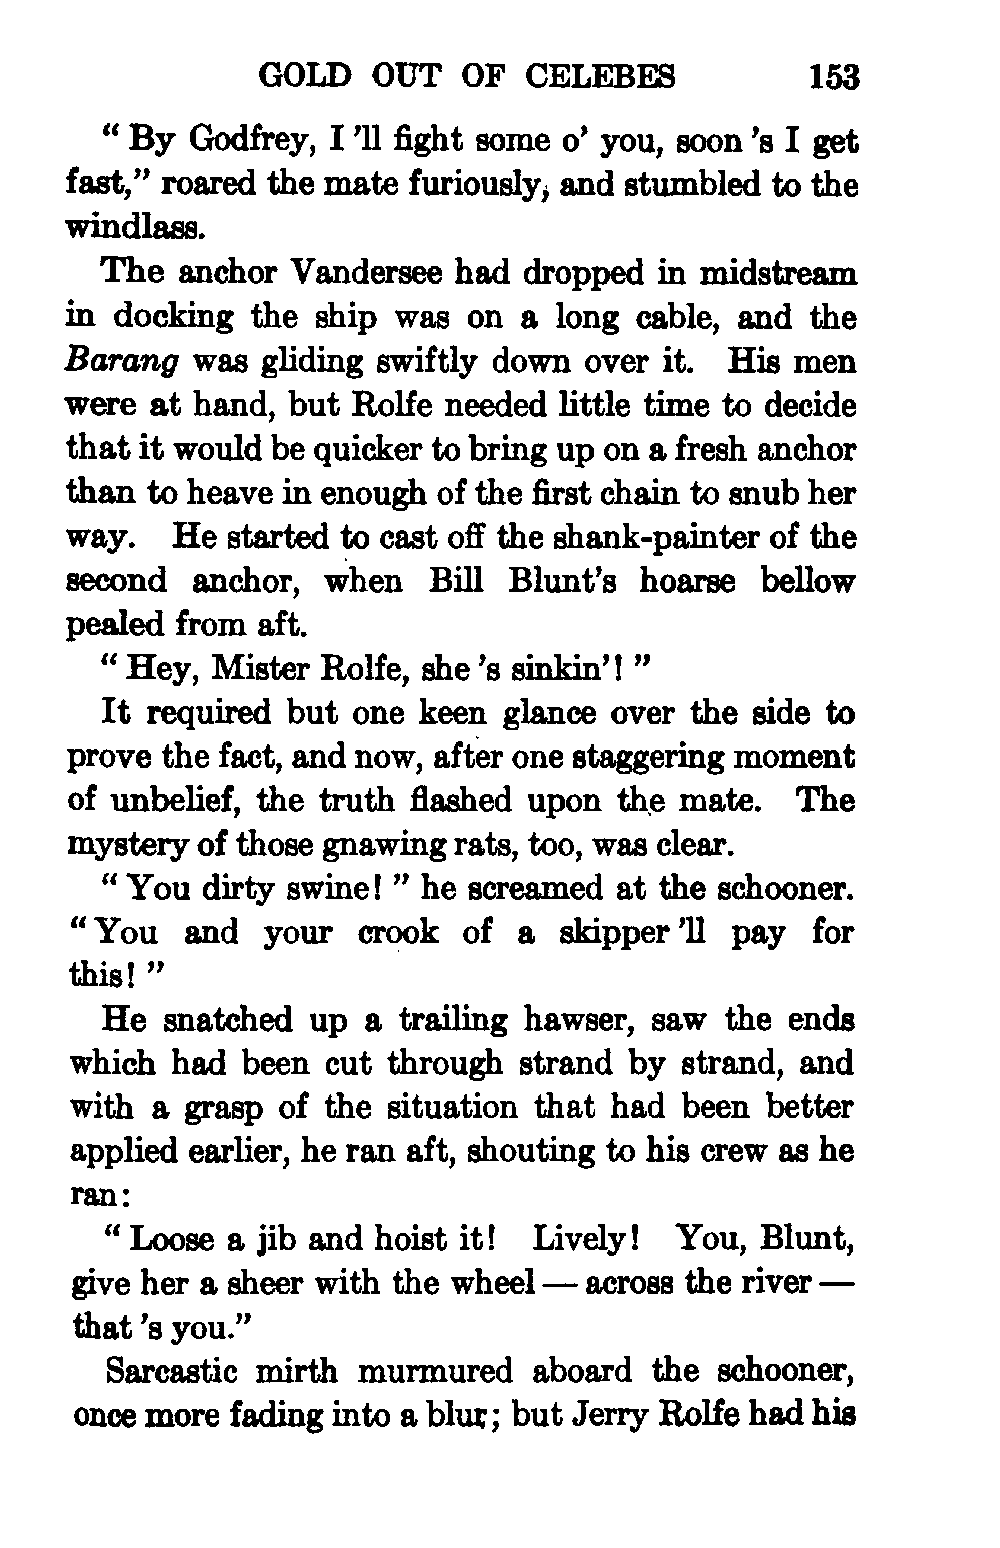 GOLD OUT OF CELEBES 153
“ By Godfrey, I ’ll fight some o’ you, soon ’s I get
fast,” roared the mate furiously, and stumbled to the
windlass.
The anchor Vandersee had dropped in midstream
in docking the ship was on a long cable, and the
Barang was gliding swiftly down over it. His men
were at hand, but Rolfe needed little time to decide
that it would be quicker to bring up on a fresh anchor
than to heave in enough of the first chain to snub her
way. He started to cast off the shank-painter of the
second anchor, when Bill Blunt’s hoarse bellow
pealed from aft.
“ Hey, Mister Rolfe, she ’s sinkin’! ”
It required but one keen glance over the side to
prove the fact, and now, after one staggering moment
of unbelief, the truth flashed upon the mate. The
mystery of those gnawing rats, too, was clear.
“ You dirty swine! ” he screamed at the schooner.
“ You and your crook of a skipper ’ll pay for
this! ”
He snatched up a trailing hawser, saw the ends
which had been cut through strand by strand, and
with a grasp of the situation that had been better
applied earlier, he ran aft, shouting to his crew as he
ran:
“ Loose a jib and hoist it! Lively! You, Blunt,
give her a sheer with the wheel — across the river —
that ’s you.”
Sarcastic mirth murmured aboard the schooner,
once more fading into a blur; but Jerry Rolfe had his